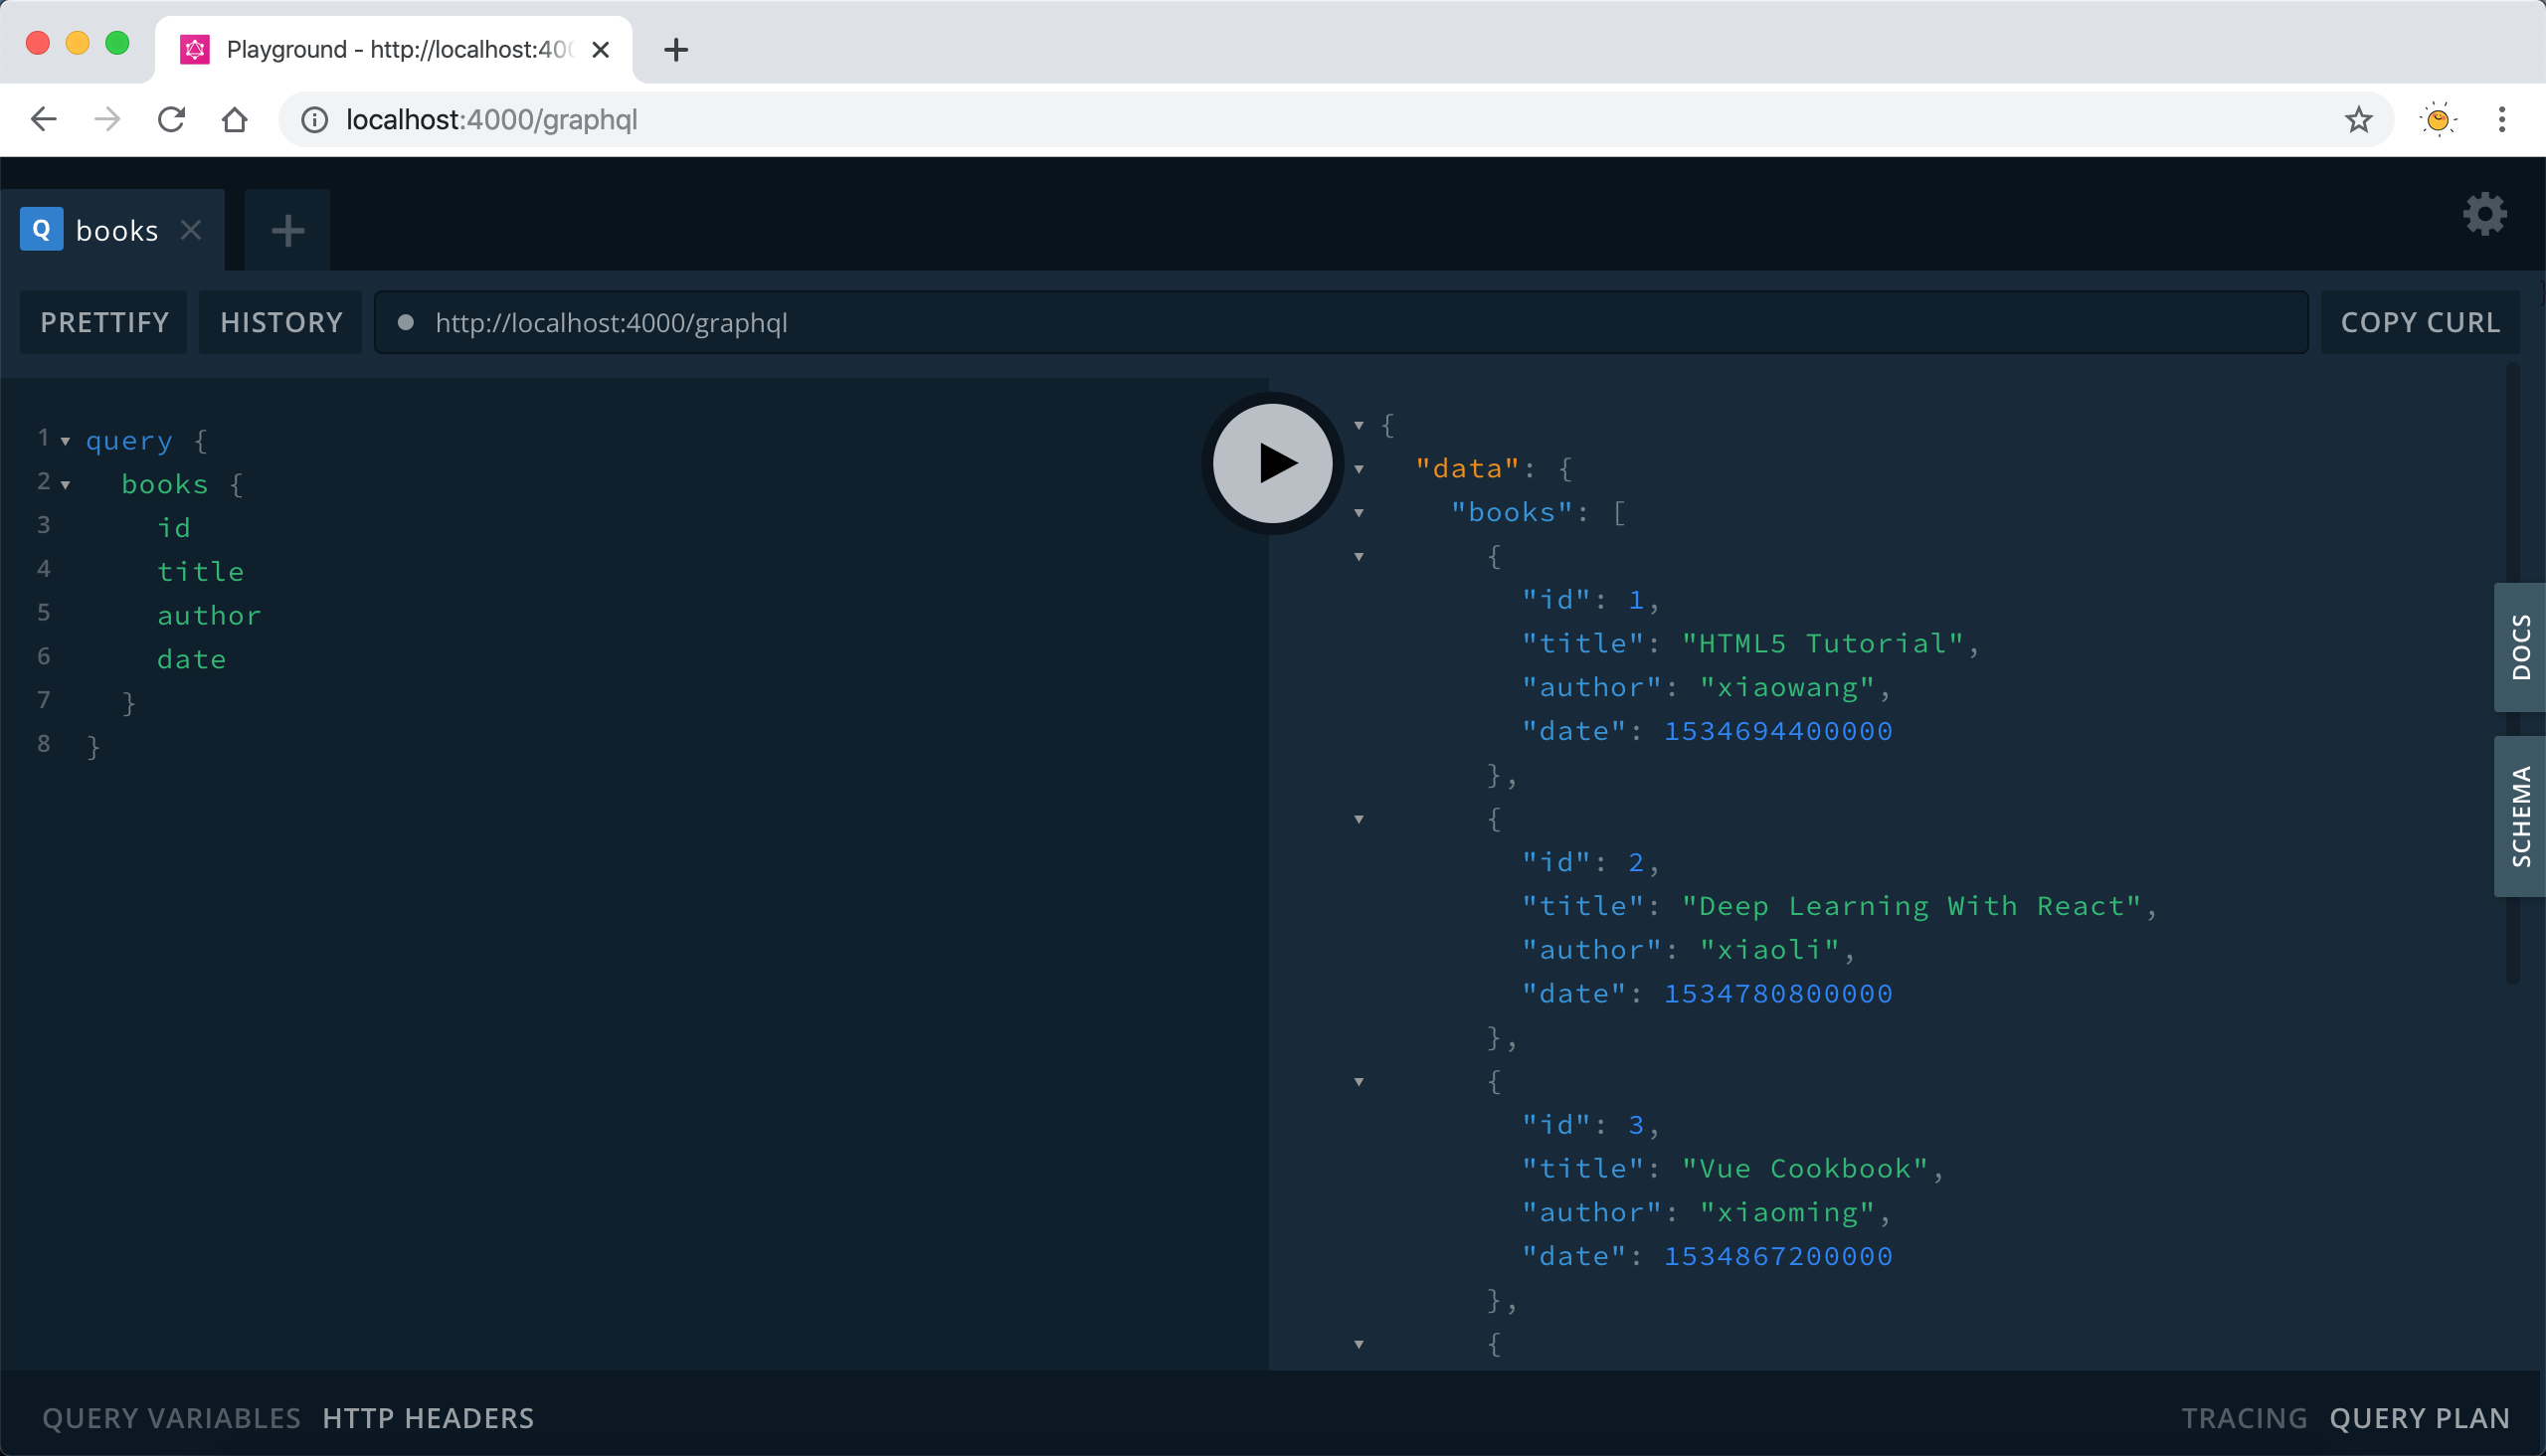 Playground - http://localhost:400
localhost:4000/graphql
Q books
PRETTIFY
HISTORY
http://localhost:4000/graphql
COPY CURL
1 query {
2 books {
3 id
4 title
5 author
6 date
7 }
8 }
{
"data": {
"books": [
{
"id": 1,
"title": "HTML5 Tutorial",
"author": "xiaowang",
"date": 1534694400000
},
{
"id": 2,
"title": "Deep Learning With React",
"author": "xiaoli",
"date": 1534780800000
},
{
"id": 3,
"title": "Vue Cookbook",
"author": "xiaoming",
"date": 1534867200000
},
{
DOCS
SCHEMA
QUERY VARIABLES HTTP HEADERS
TRACING QUERY PLAN